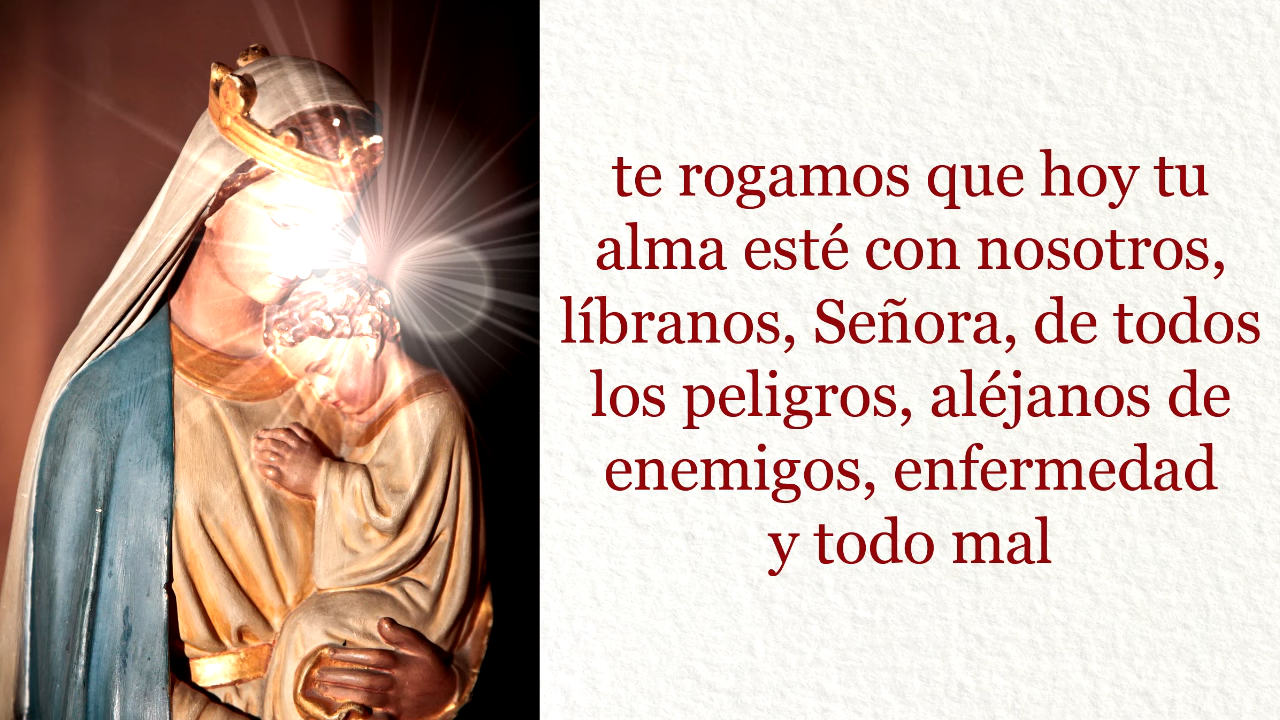 te rogamos que hoy tu
alma esté con nosotros,
líbranos, Señora, de todos
los peligros, aléjanos de
enemigos, enfermedad
y todo mal